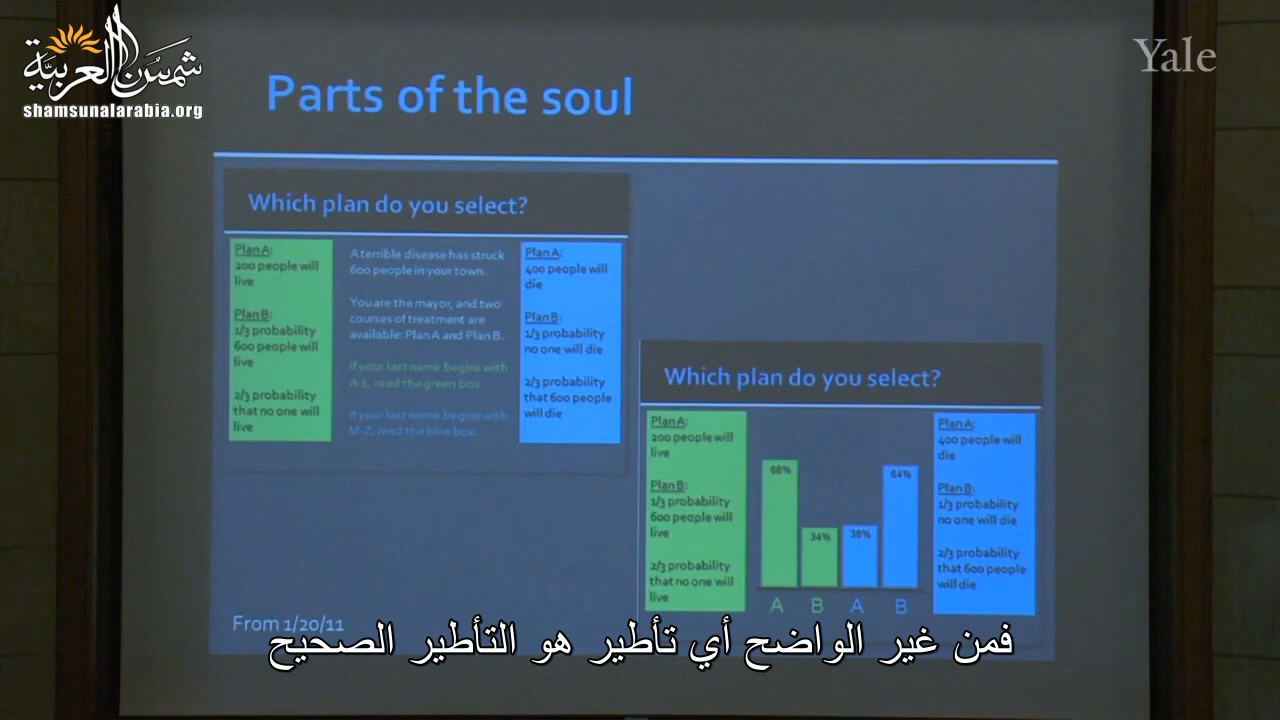 شمس العربية
shamsunalarabia.org
Yale
Parts of the soul
Which plan do you select?
Plan A:
200 people will
live
Plan B:
1/3 probability
600 people will
live
2/3 probability
that no one will
live
A terrible disease has struck
600 people in your town.
You are the mayor, and two
courses of treatment are
available: Plan A and Plan B.
If your last name begins with
A-L, read the green box.
If your last name begins with
M-Z, read the blue box.
Plan A:
400 people will
die
Plan B:
1/3 probability
no one will die
2/3 probability
that 600 people
will die
Which plan do you select?
Plan A:
200 people will
live
Plan B:
1/3 probability
600 people will
live
2/3 probability
that no one will
live
68%
34%
36%
64%
A B A B
Plan A:
400 people will
die
Plan B:
1/3 probability
no one will die
2/3 probability
that 600 people
will die
From 1/20/11
فمن غير الواضح أي تأطير هو التأطير الصحيح